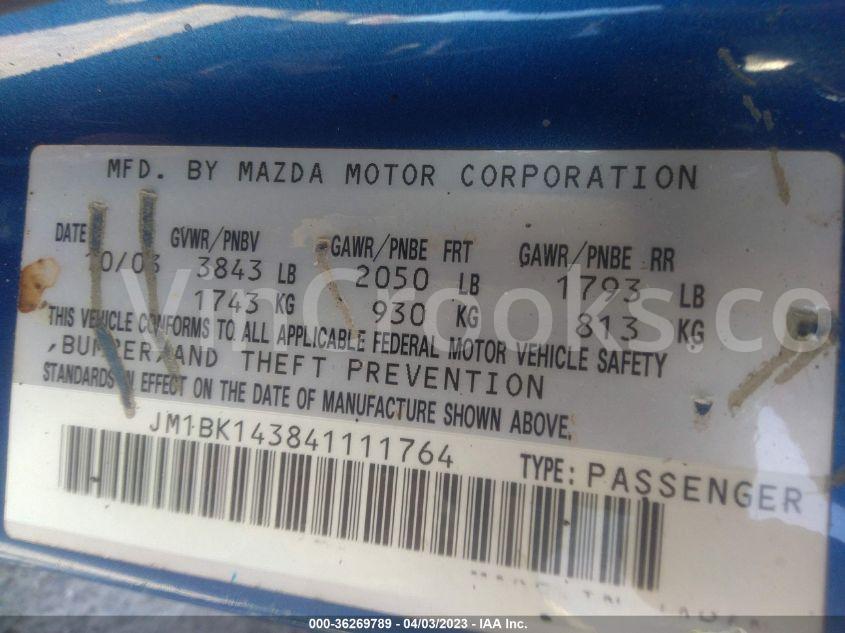 MFD. BY MAZDA MOTOR CORPORATION
DATE GVWR/PNBV GAWR/PNBE FRT GAWR/PNBE RR
3843 LB 2050 LB 1793 LB
1743 KG 930 KG 813 KG
THIS VEHICLE CONFORMS TO ALL APPLICABLE FEDERAL MOTOR VEHICLE SAFETY
,BUMPER, AND THEFT PREVENTION
STANDARDS IN EFFECT ON THE DATE OF MANUFACTURE SHOWN ABOVE.
JM1BK143841111764
TYPE: PASSENGER
VinCrooks.co
000-36269789 - 04/03/2023 - IAA Inc.